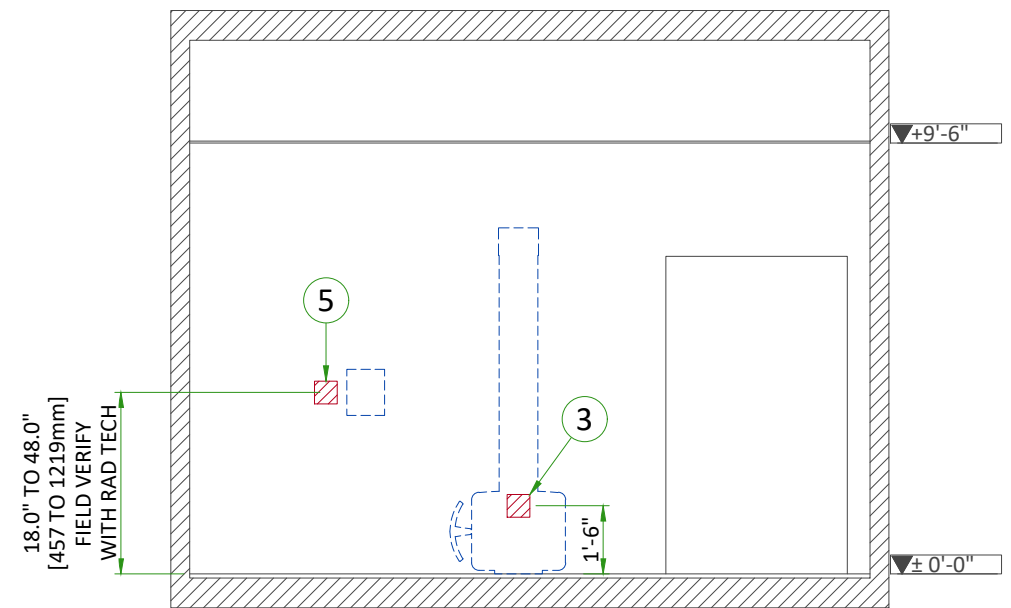 +9'-6"
5
3
18.0" TO 48.0"
[457 TO 1219mm]
FIELD VERIFY
WITH RAD TECH
1'-6"
± 0'-0"